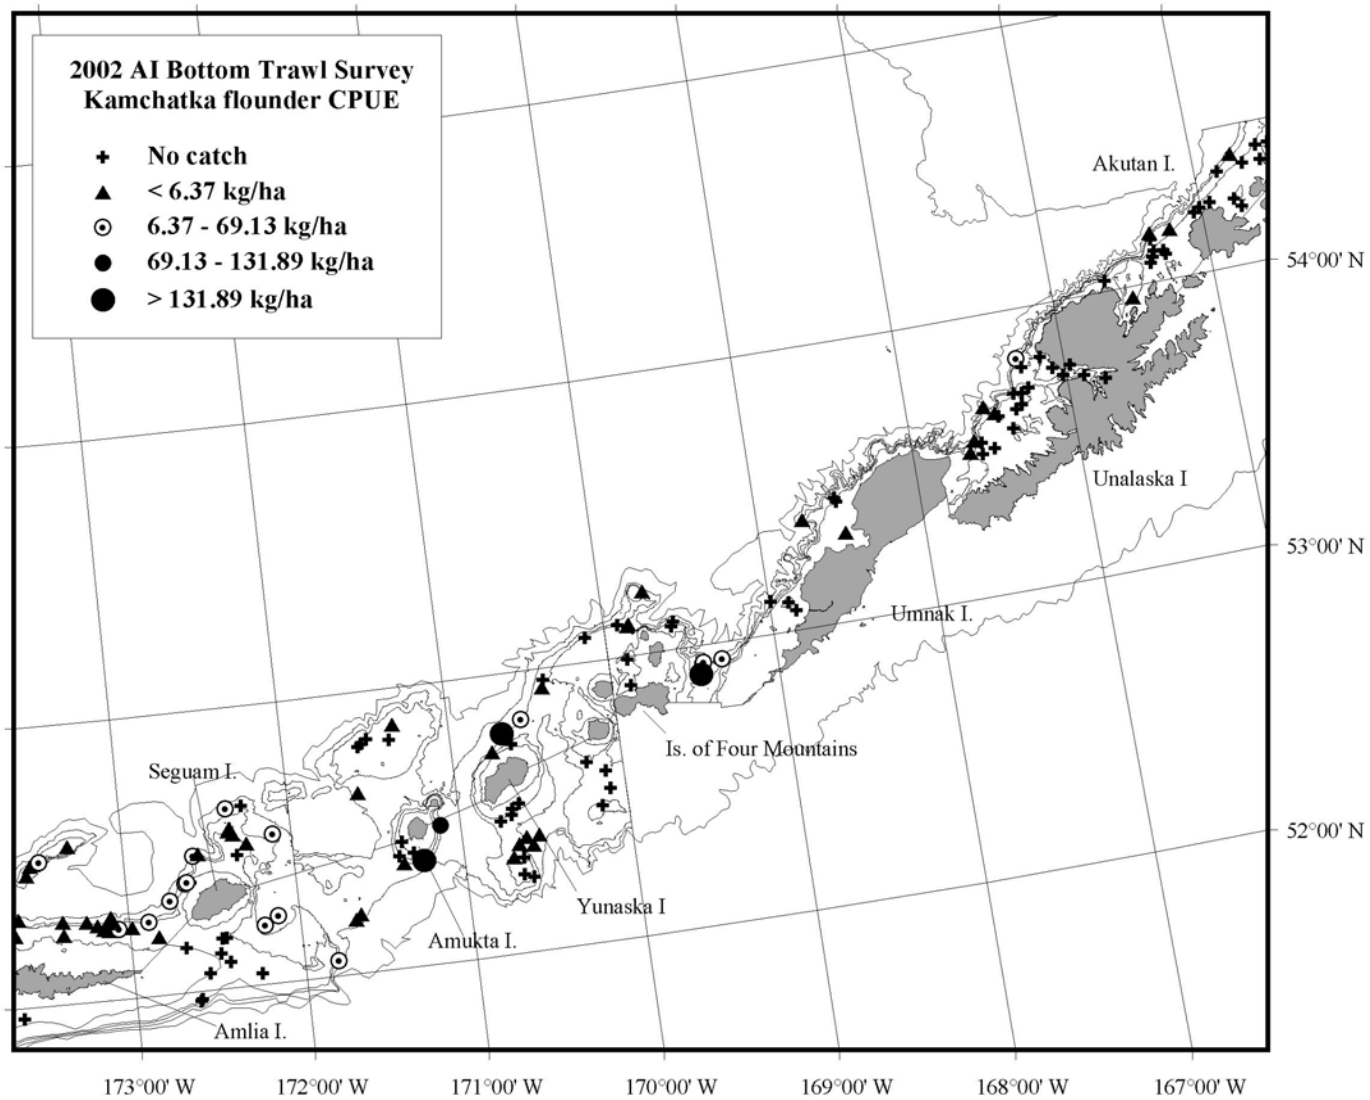 2002 AI Bottom Trawl Survey
Kamchatka flounder CPUE
No catch
< 6.37 kg/ha
6.37 - 69.13 kg/ha
69.13 - 131.89 kg/ha
> 131.89 kg/ha
Akutan I.
54°00' N
Unalaska I
53°00' N
Umnak I.
Is. of Four Mountains
Seguam I.
52°00' N
Yunaska I
Amukta I.
Amlia I.
173°00' W
172°00' W
171°00' W
170°00' W
169°00' W
168°00' W
167°00' W